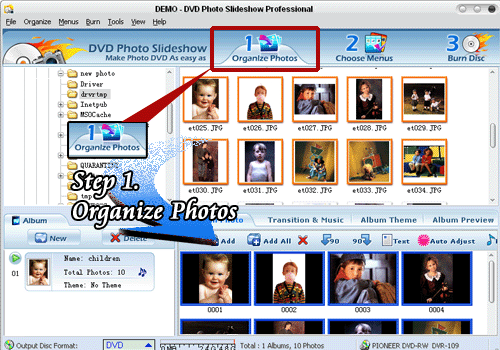 DEMO - DVD Photo Slideshow Professional
File Organize Menus Burn Tools View Help
DVD Photo Slideshow
Make Photo DVD As easy as
1 Organize Photos
2 Choose Menus
3 Burn Disc
new photo
Driver
drvrtmp
Inetpub
MSOCache
1 Organize Photos
QUARANTINE
et025.JPG et026.JPG et027.JPG et028.JPG et029.JPG
et030.JPG et031.JPG et032.JPG et033.JPG et034.JPG
Step 1.
Organize Photos
Album
Photo Transition & Music Album Theme Album Preview
New Delete
Add Add All 90 90 Text Auto Adjust
01
Name: children
Total Photos: 10
Theme: No Theme
0001 0002 0003 0004
Output Disc Format: DVD
Total : 1 Albums, 10 Photos
PIONEER DVD-RW DVR-109